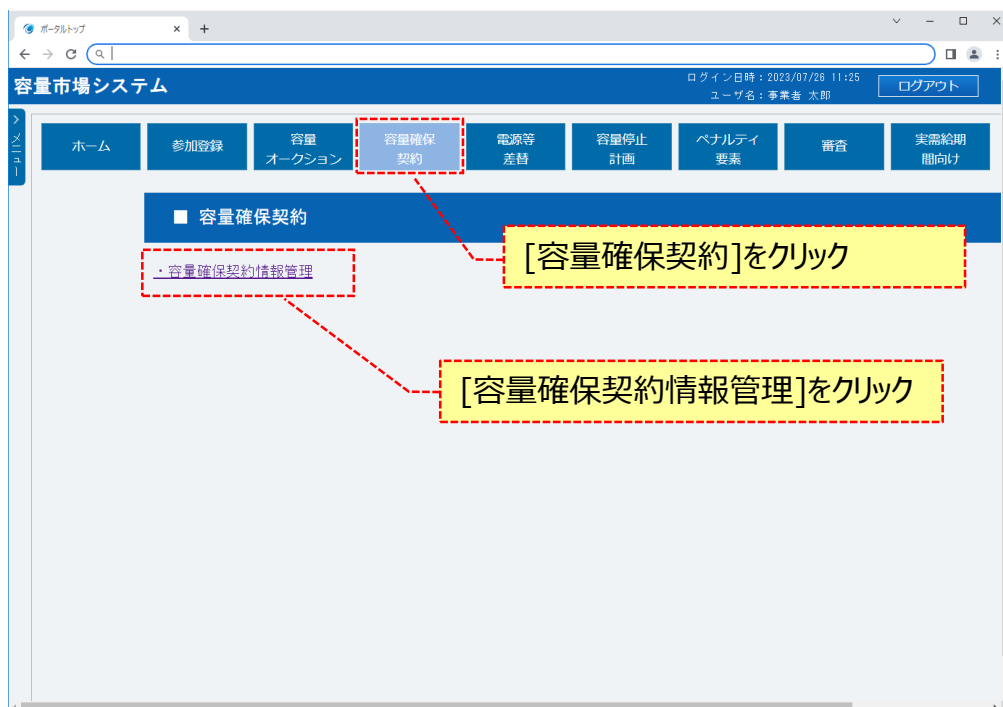 ポータルトップ
容量市場システム
ログイン日時:2023/07/26 11:25
ユーザ名:事業者 太郎
ログアウト
メニュー
ホーム
参加登録
容量
オークション
容量確保
契約
電源等
差替
容量停止
計画
ペナルティ
要素
審査
実需給期
間向け
■ 容量確保契約
[容量確保契約]をクリック
・容量確保契約情報管理
[容量確保契約情報管理]をクリック